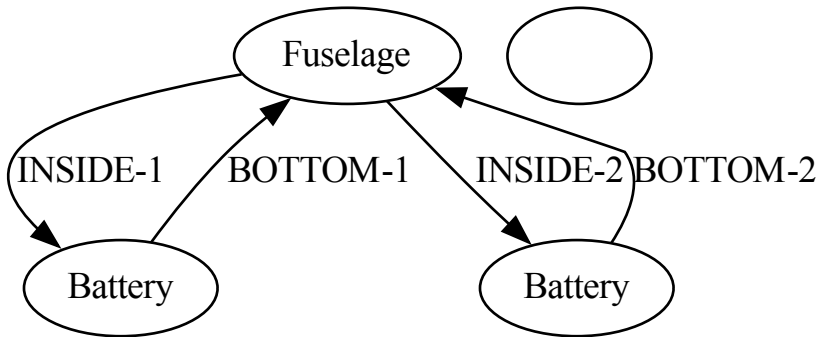 Fuselage
INSIDE-1
BOTTOM-1
INSIDE-2
BOTTOM-2
Battery
Battery